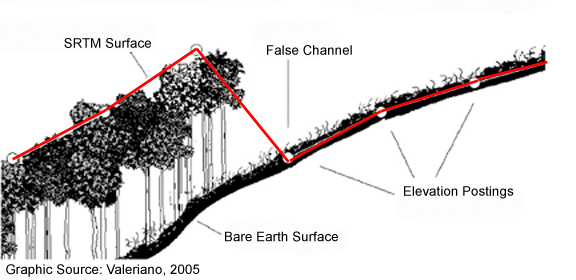 SRTM Surface
False Channel
Elevation Postings
Bare Earth Surface
Graphic Source: Valeriano, 2005